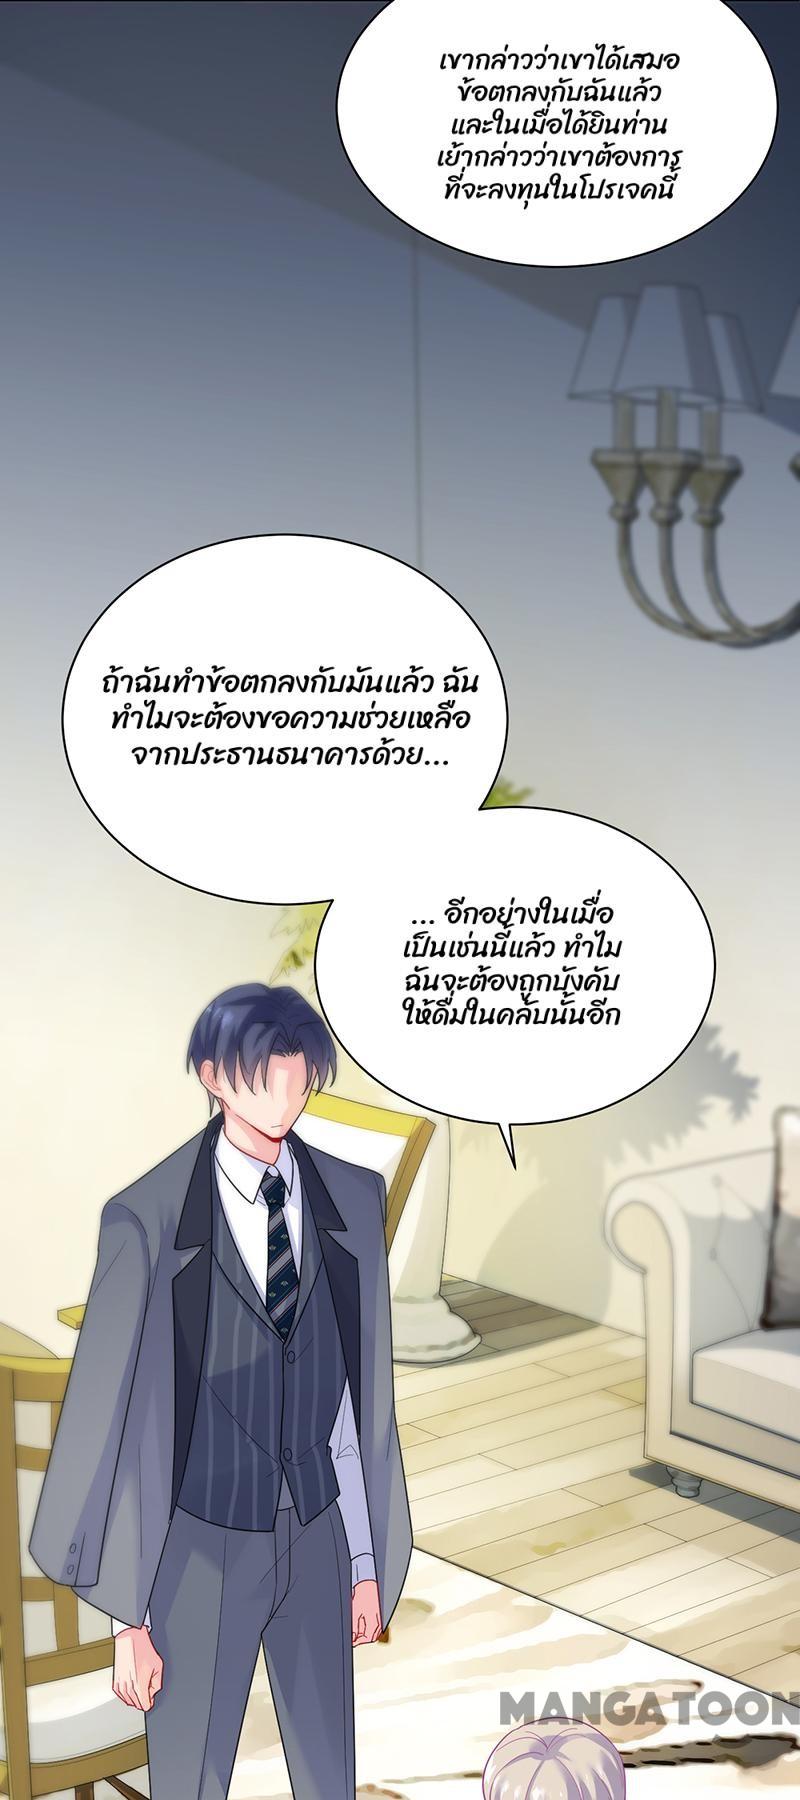 เขากล่าวว่าเขาได้เสมอ
ข้อตกลงกับฉันแล้ว
และในเมื่อได้ยินท่าน
เย้ากล่าวว่าเขาต้องการ
ที่จะลงทุนในโปรเจคนี้
ถ้าฉันทำข้อตกลงกับมันแล้ว ฉัน
ทำไมจะต้องขอความช่วยเหลือ
จากประธานธนาคารด้วย...
... อีกอย่างในเมื่อ
เป็นเช่นนี้แล้ว ทำไม
ฉันจะต้องถูกบังคับ
ให้ดื่มในคลับนั้นอีก
MANGATOON